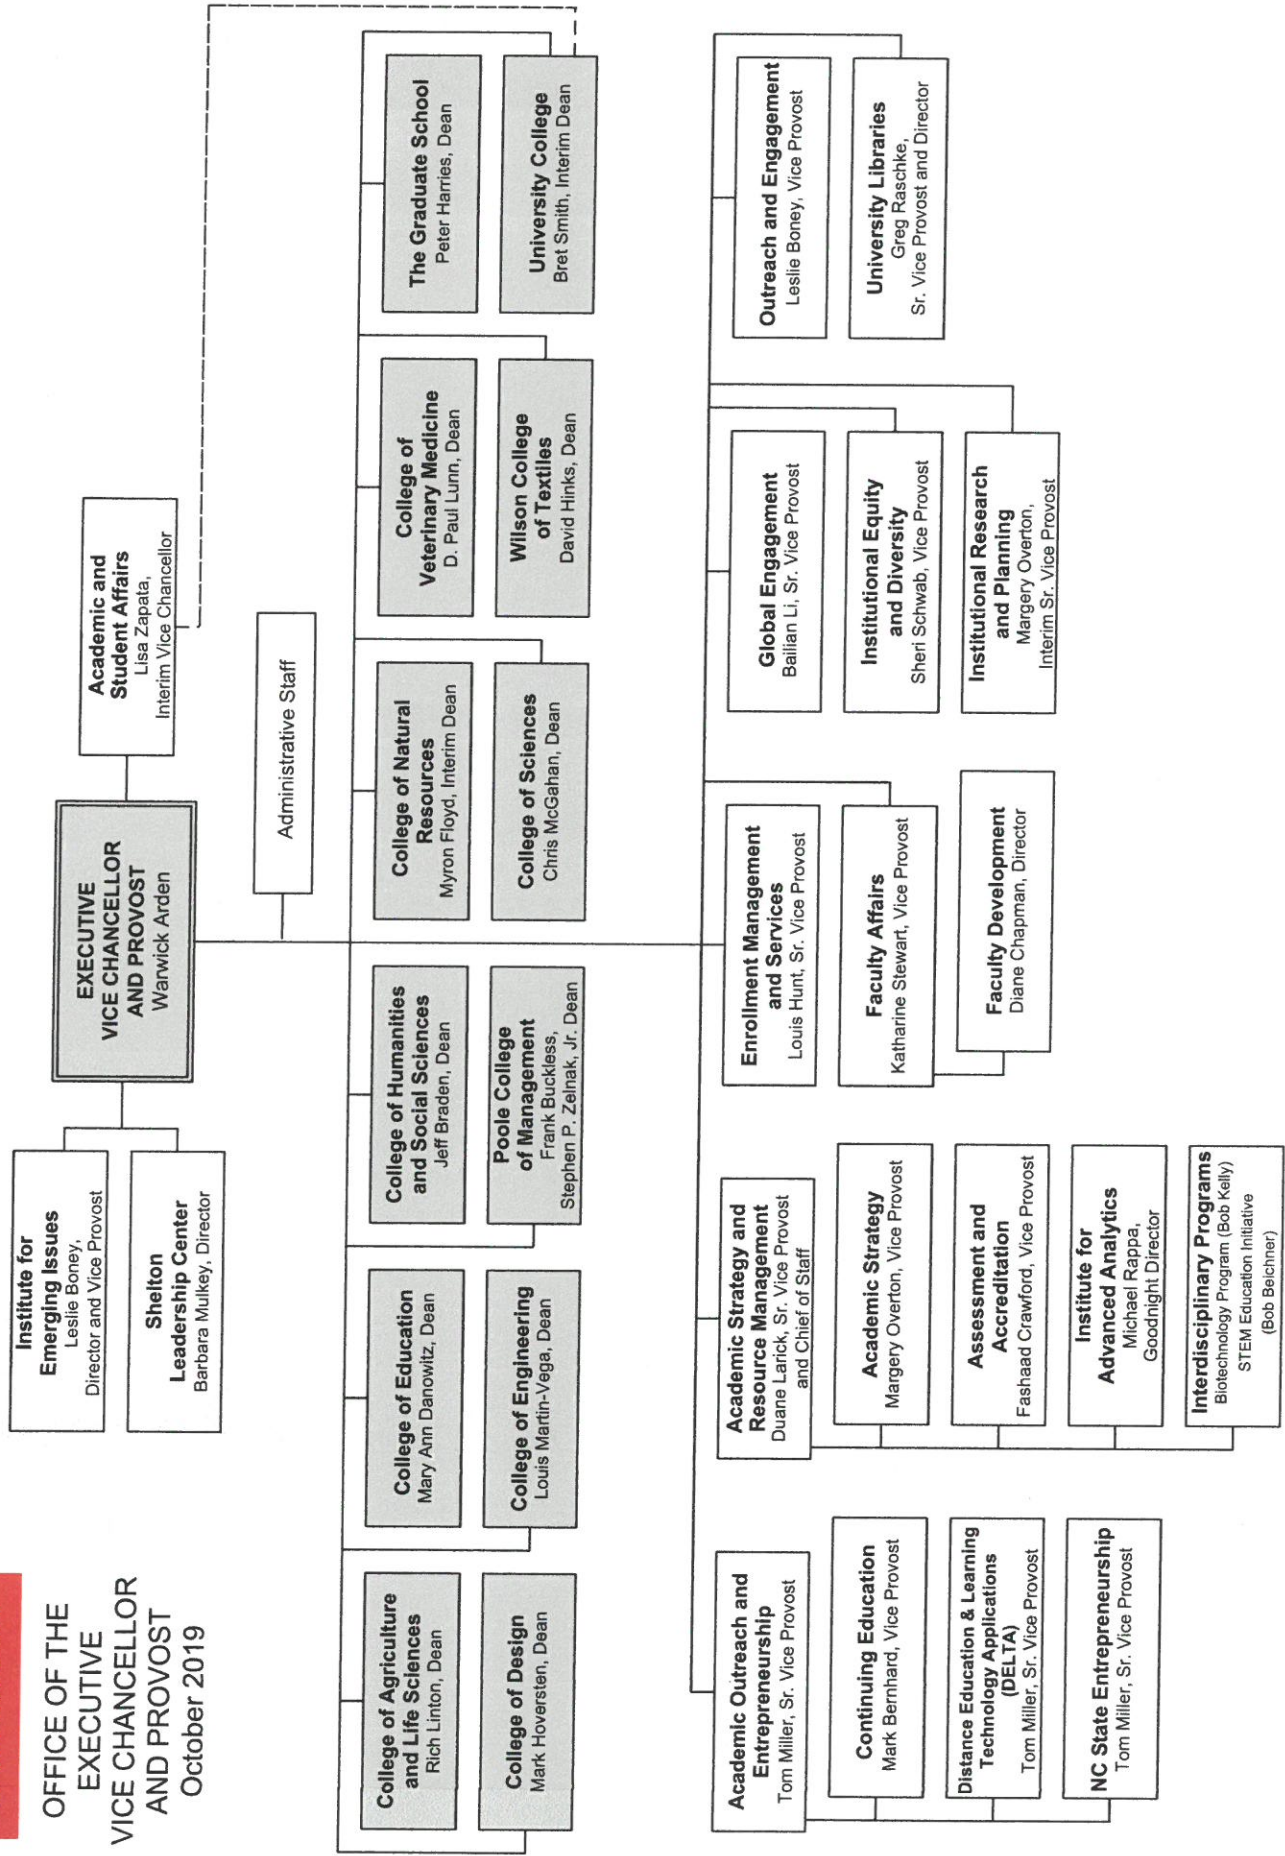 OFFICE OF THE
EXECUTIVE
VICE CHANCELLOR
AND PROVOST
October 2019
Institute for
Emerging Issues
Leslie Boney,
Director and Vice Provost
Shelton
Leadership Center
Barbara Mulkey, Director
EXECUTIVE
VICE CHANCELLOR
AND PROVOST
Warwick Arden
Academic and
Student Affairs
Lisa Zapata,
Interim Vice Chancellor
Administrative Staff
College of Agriculture
and Life Sciences
Rich Linton, Dean
College of Education
Mary Ann Danowitz, Dean
College of Humanities
and Social Sciences
Jeff Braden, Dean
College of Natural
Resources
Myron Floyd, Interim Dean
College of
Veterinary Medicine
D. Paul Lunn, Dean
The Graduate School
Peter Harries, Dean
College of Design
Mark Hoversten, Dean
College of Engineering
Louis Martin-Vega, Dean
Poole College
of Management
Frank Buckless,
Stephen P. Zelnak, Jr. Dean
College of Sciences
Chris McGahan, Dean
Wilson College
of Textiles
David Hinks, Dean
University College
Bret Smith, Interim Dean
Academic Outreach and
Entrepreneurship
Tom Miller, Sr. Vice Provost
Continuing Education
Mark Bernhard, Vice Provost
Distance Education & Learning
Technology Applications
(DELTA)
Tom Miller, Sr. Vice Provost
NC State Entrepreneurship
Tom Miller, Sr. Vice Provost
Academic Strategy and
Resource Management
Duane Larick, Sr. Vice Provost
and Chief of Staff
Academic Strategy
Margery Overton, Vice Provost
Assessment and
Accreditation
Fashaad Crawford, Vice Provost
Institute for
Advanced Analytics
Michael Rappa,
Goodnight Director
Interdisciplinary Programs
Biotechnology Program (Bob Kelly)
STEM Education Initiative
(Bob Beichner)
Enrollment Management
and Services
Louis Hunt, Sr. Vice Provost
Faculty Affairs
Katharine Stewart, Vice Provost
Faculty Development
Diane Chapman, Director
Global Engagement
Bailian Li, Sr. Vice Provost
Institutional Equity
and Diversity
Sheri Schwab, Vice Provost
Institutional Research
and Planning
Margery Overton,
Interim Sr. Vice Provost
Outreach and Engagement
Leslie Boney, Vice Provost
University Libraries
Greg Raschke,
Sr. Vice Provost and Director